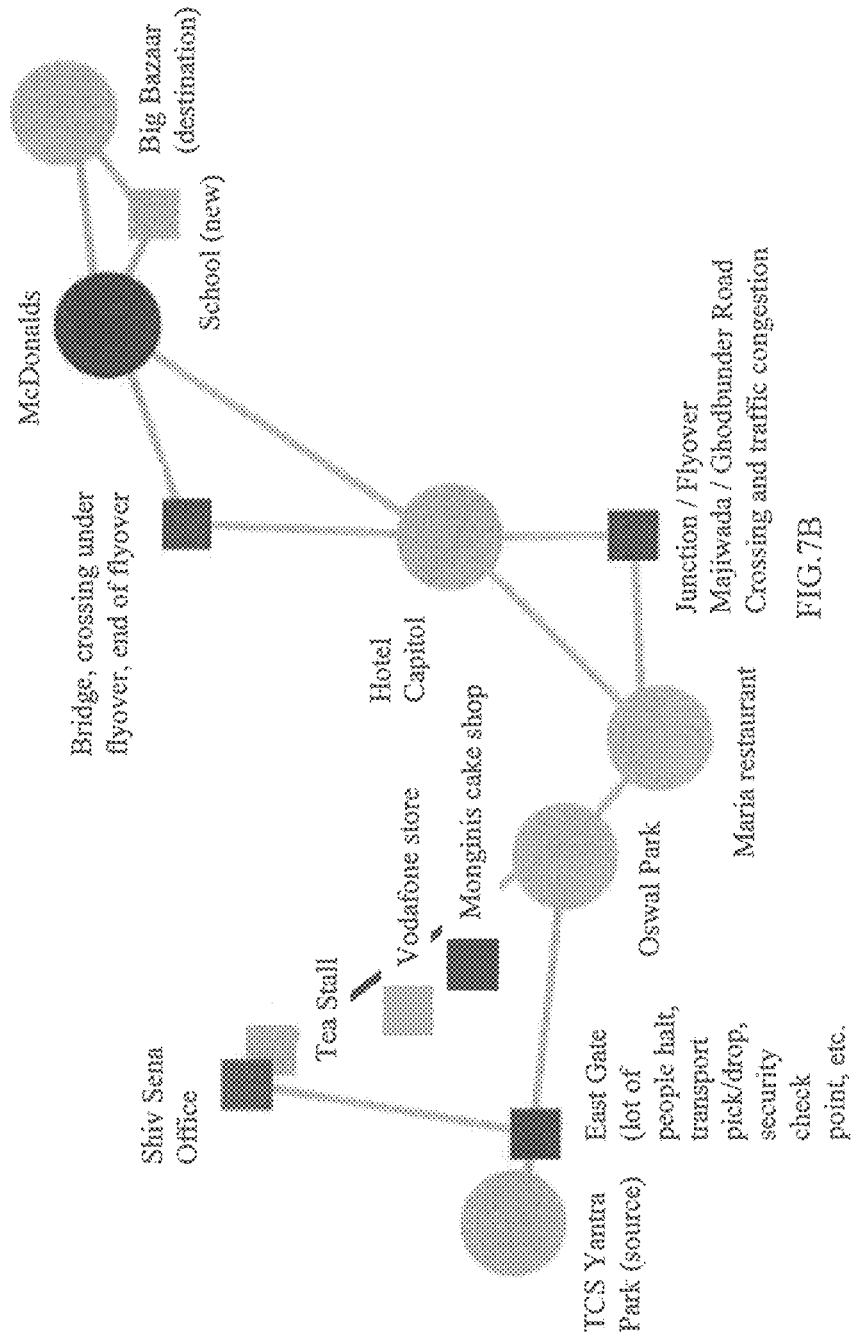 McDonalds
Big Bazaar
(destination)
School (new)
Bridge, crossing under
flyover, end of flyover
Hotel
Capitol
Junction / Flyover
Majiwada / Ghodbunder Road
Crossing and traffic congestion
Shiv Sena
Office
Tea Stall
Vodafone store
Monginis cake shop
Oswal Park
Maria restaurant
TCS Yantra
Park (source)
East Gate
(lot of
people halt,
transport
pick/drop,
security
check
point, etc.
FIG.7B